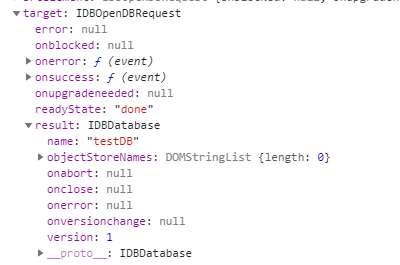 target: IDBOpenDBRequest
error: null
onblocked: null
onerror: ƒ (event)
onsuccess: ƒ (event)
onupgradeneeded: null
readyState: "done"
result: IDBDatabase
name: "testDB"
objectStoreNames: DOMStringList {length: 0}
onabort: null
onclose: null
onerror: null
onversionchange: null
version: 1
__proto__: IDBDatabase